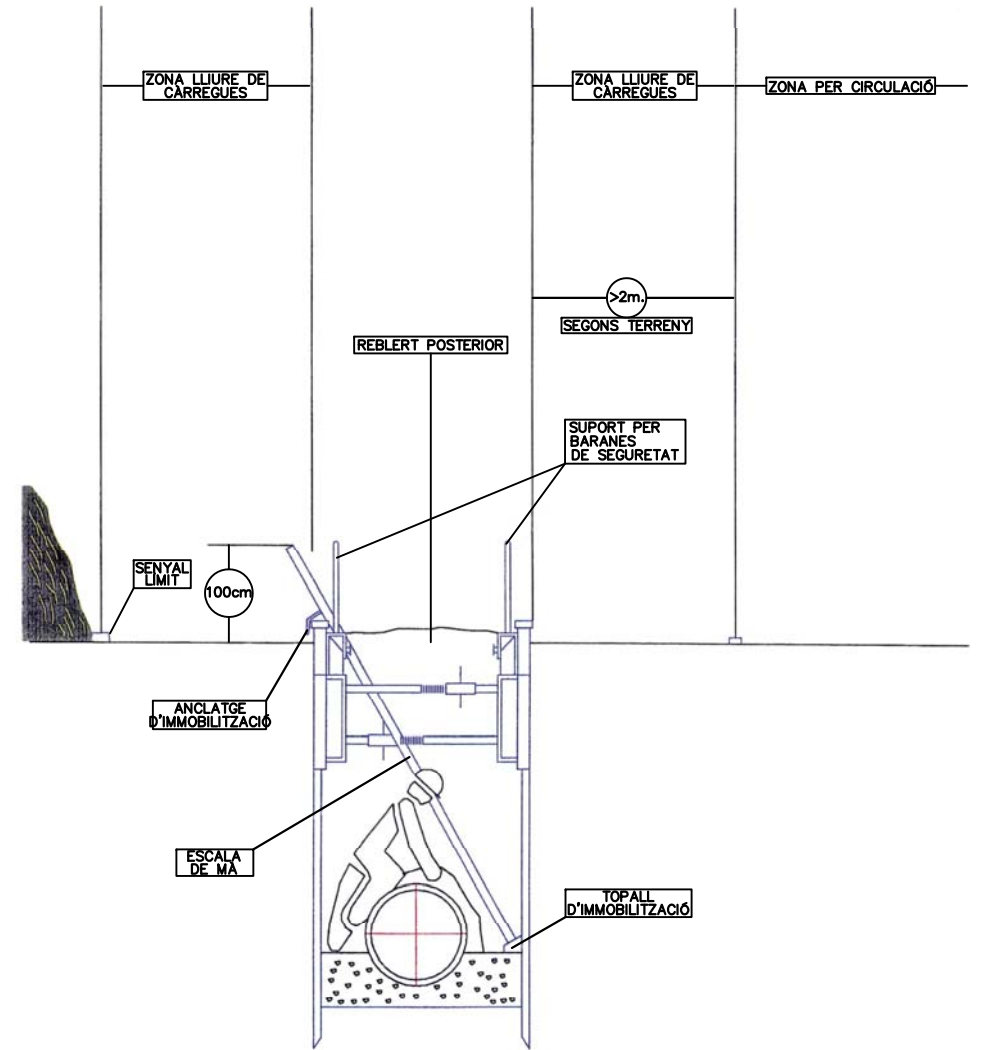 ZONA LLIURE DE
CÀRREGUES
ZONA LLIURE DE
CÀRREGUES
ZONA PER CIRCULACIÓ
>2m.
SEGONS TERRENY
REBLERT POSTERIOR
SUPORT PER
BARANES
DE SEGURETAT
SENYAL
LÍMIT
100cm
ANCLATGE
D'IMMOBILITZACIÓ
ESCALA
DE MÀ
TOPALL
D'IMMOBILITZACIÓ